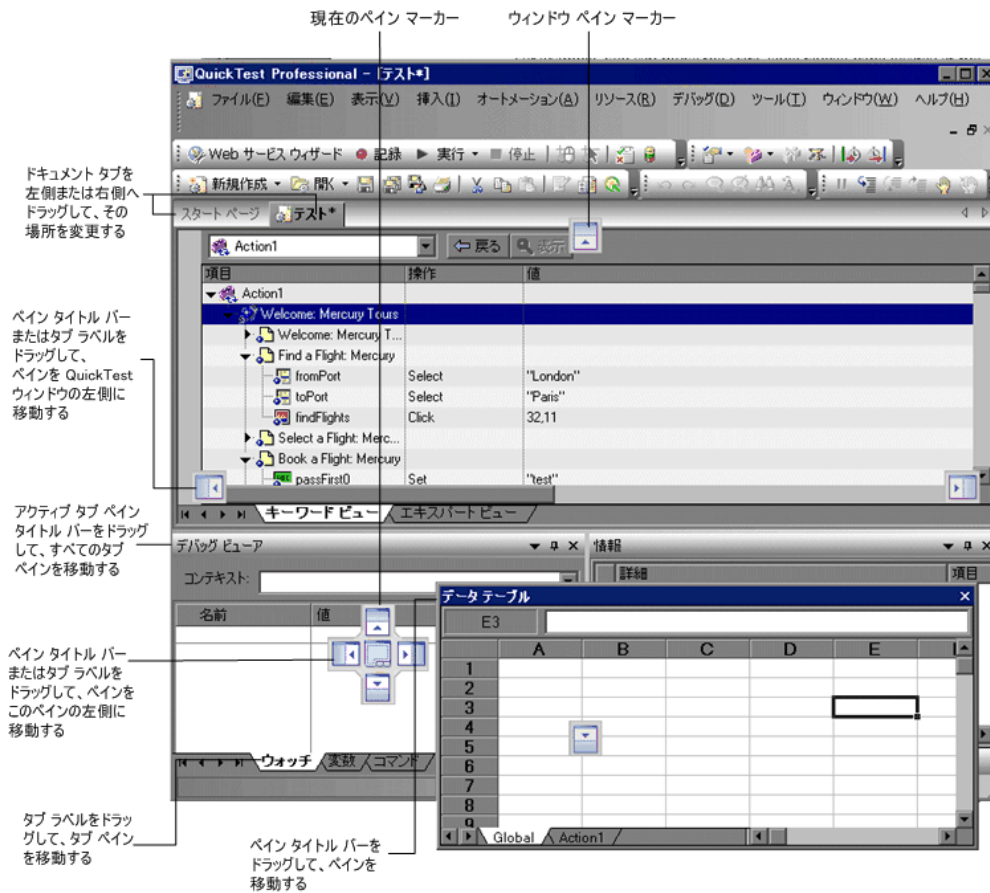 現在のペイン マーカー ウィンドウ ペイン マーカー
QuickTest Professional - [テスト*]
ファイル(F) 編集(E) 表示(V) 挿入(I) オートメーション(A) リソース(R) デバッグ(D) ツール(T) ウィンドウ(W) ヘルプ(H)
Web サービス ウィザード 記録 実行 停止
新規作成 開く
ドキュメント タブを
左側または右側へ
ドラッグして、その
場所を変更する
スタート ページ テスト*
Action1 戻る 表示
項目 操作 値
Action1
Welcome: Mercury Tours
Welcome: Mercury T...
Find a Flight: Mercury
fromPort Select "London"
toPort Select "Paris"
findFlights Click 32,11
Select a Flight: Merc...
Book a Flight: Mercury
passFirst0 Set "test"
キーワード ビュー エキスパート ビュー
ペイン タイトル バー
またはタブ ラベルを
ドラッグして、
ペインを QuickTest
ウィンドウの左側に
移動する
アクティブ タブ ペイン
タイトル バーをドラッグ
して、すべてのタブ
ペインを移動する
デバッグ ビューア 情報
コンテキスト: 詳細 項目
名前 値
データ テーブル
E3
A B C D E
1
2
3
4
5
6
7
8
9
Global Action1
ペイン タイトル バー
またはタブ ラベルを
ドラッグして、ペインを
このペインの左側に
移動する
ウォッチ 変数 コマンド
タブ ラベルをドラッ
グして、タブ ペイン
を移動する
ペイン タイトル バーを
ドラッグして、ペインを
移動する